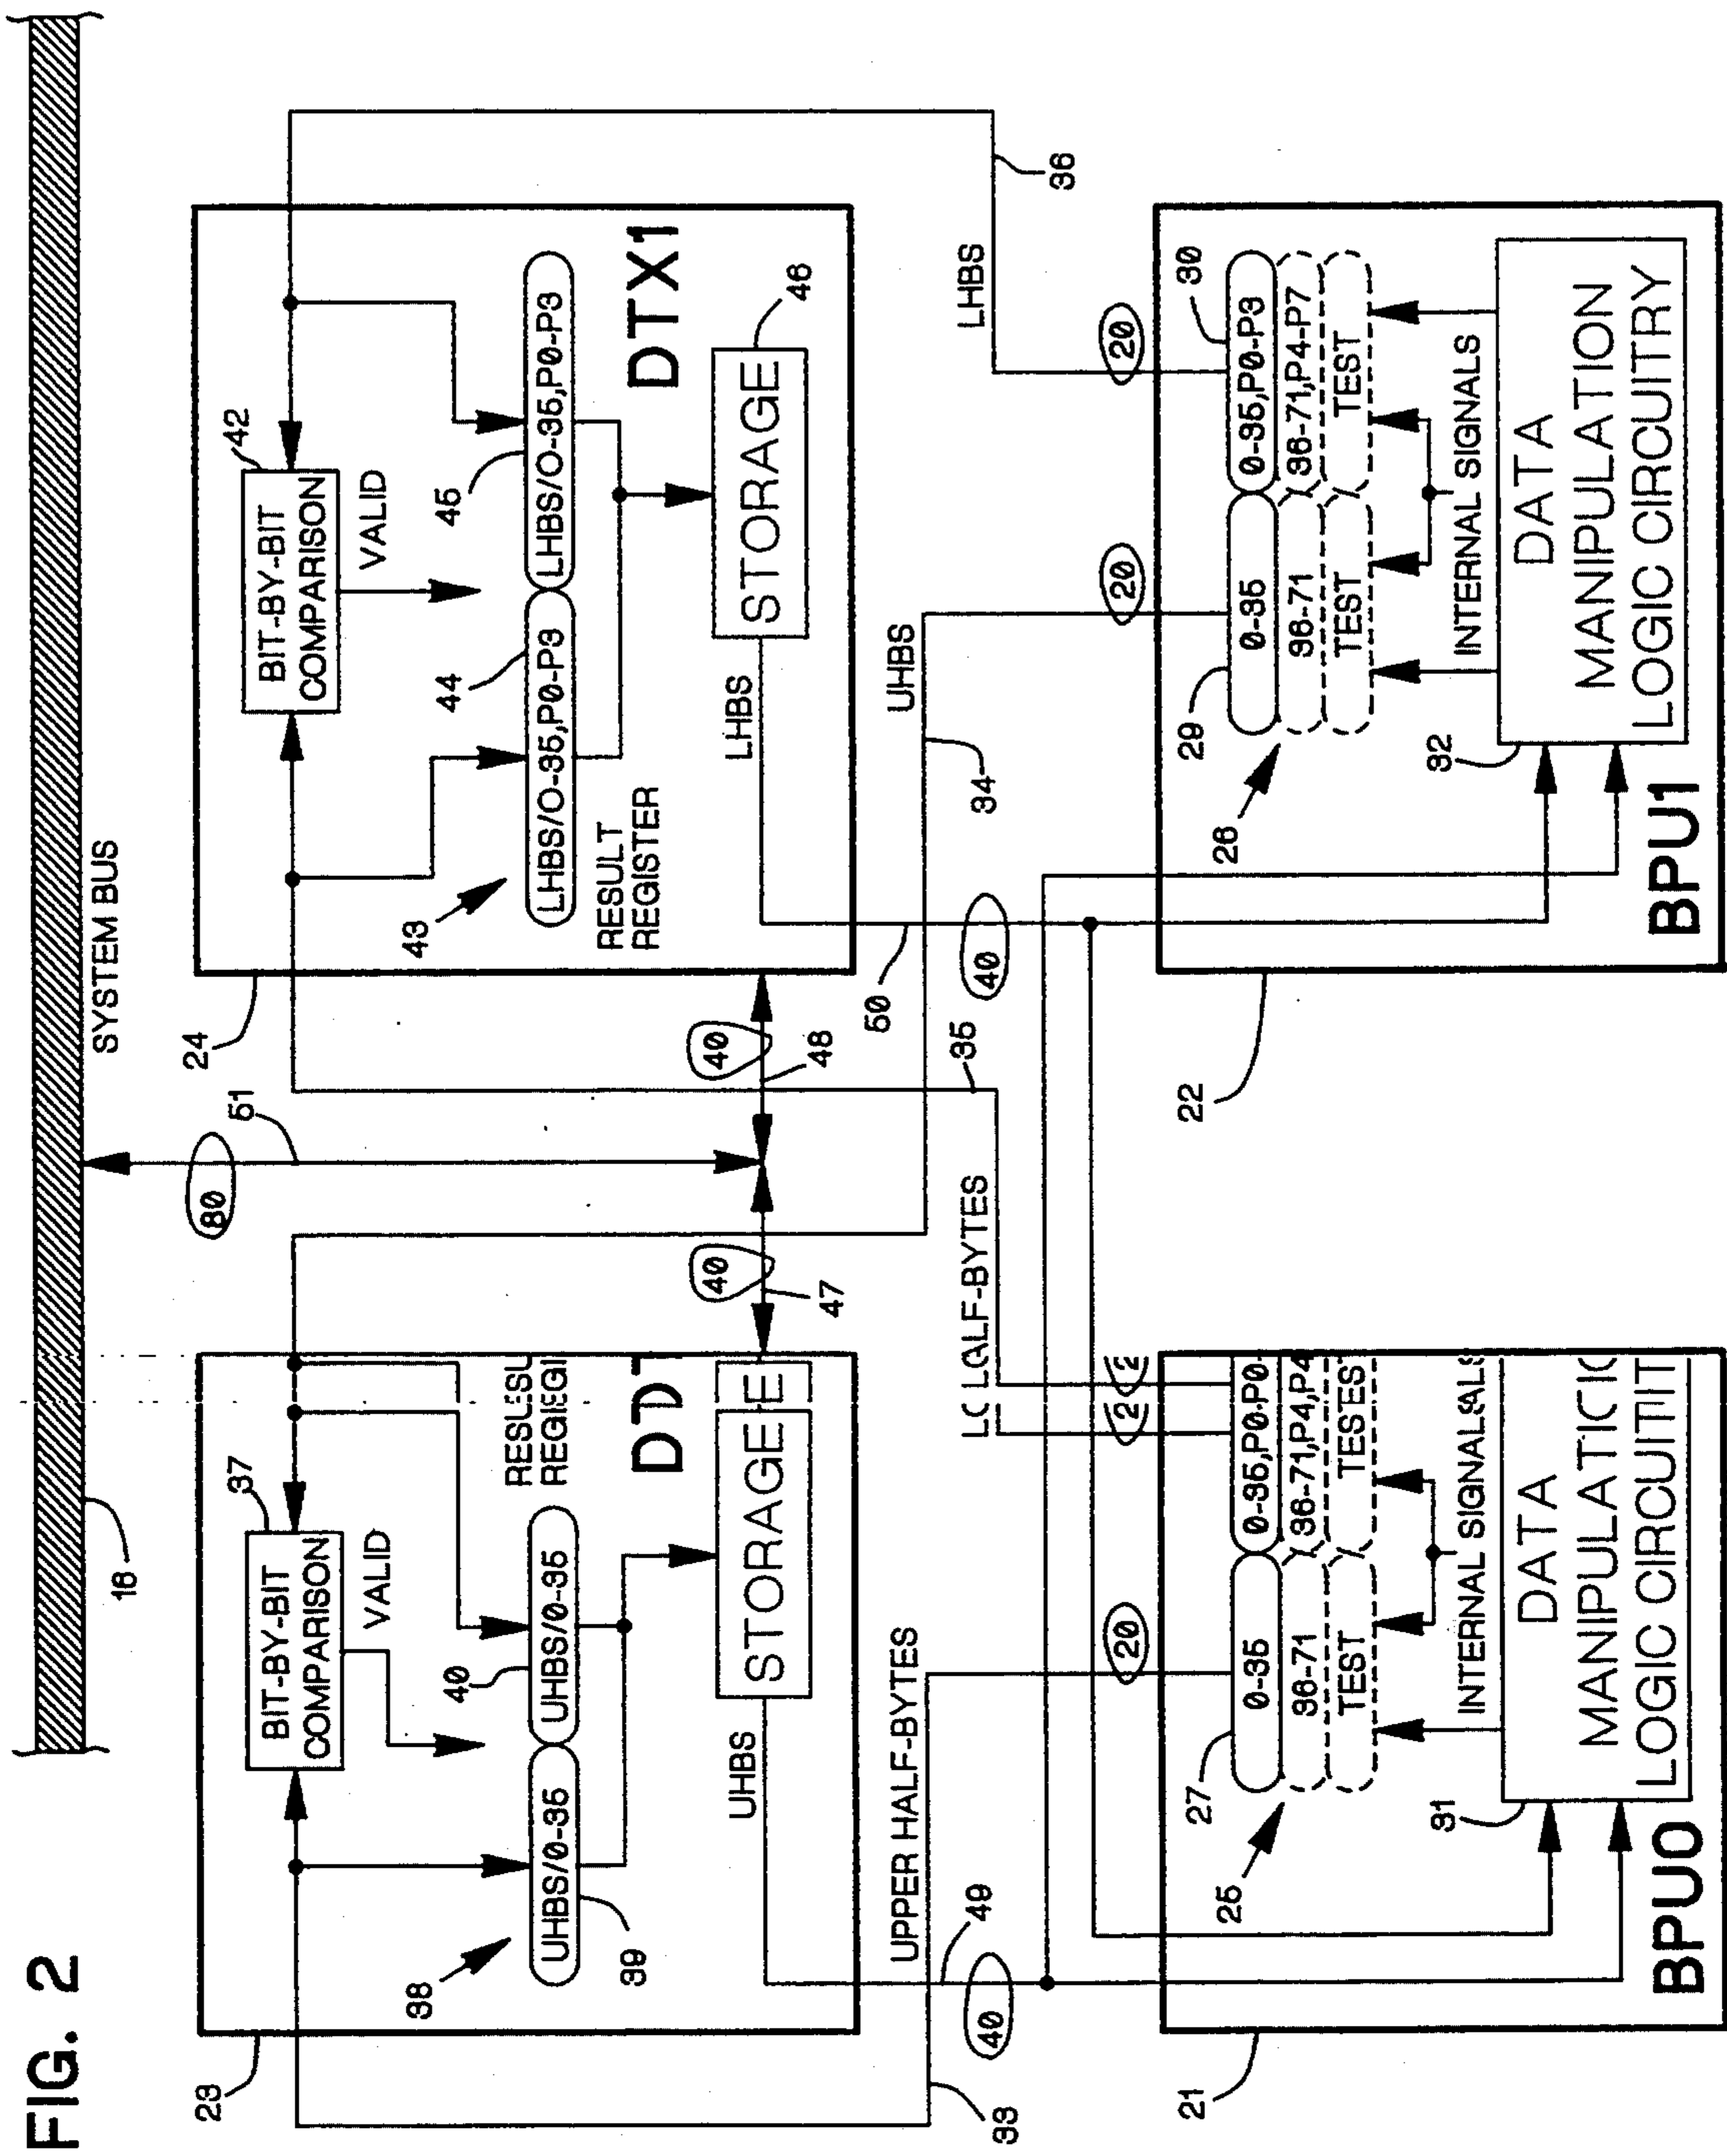 FIG. 2
SYSTEM BUS
16
80
51
23
37
BIT-BY-BIT
COMPARISON
VALID
38
UHBS/0-35
39
40
UHBS/0-35
STORAGE
UHBS
40
47
40
48
24
42
BIT-BY-BIT
COMPARISON
VALID
43
44
LHBS/0-35,P0-P3
45
LHBS/0-35,P0-P3
RESULT
REGISTER
DTX1
46
STORAGE
LHBS
33
UPPER HALF-BYTES
49
40
20
35
50
40
UHBS
34
20
LHBS
36
20
21
25
27
0-35
36-71
TEST
INTERNAL
31
DATA
BPU0
22
26
29
0-35
36-71
TEST
30
0-35,P0-P3
36-71,P4-P7
TEST
INTERNAL SIGNALS
32
DATA
MANIPULATION
LOGIC CIRCUITRY
BPU1